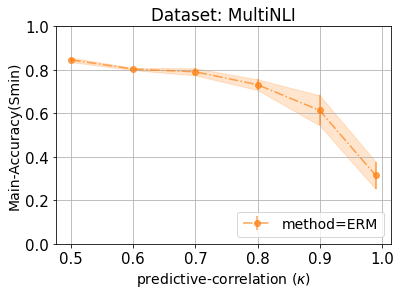 Dataset: MultiNLI
Main-Accuracy(Smin)
1.0
0.8
0.6
0.4
0.2
0.0
method=ERM
0.5 0.6 0.7 0.8 0.9 1.0
predictive-correlation (κ)